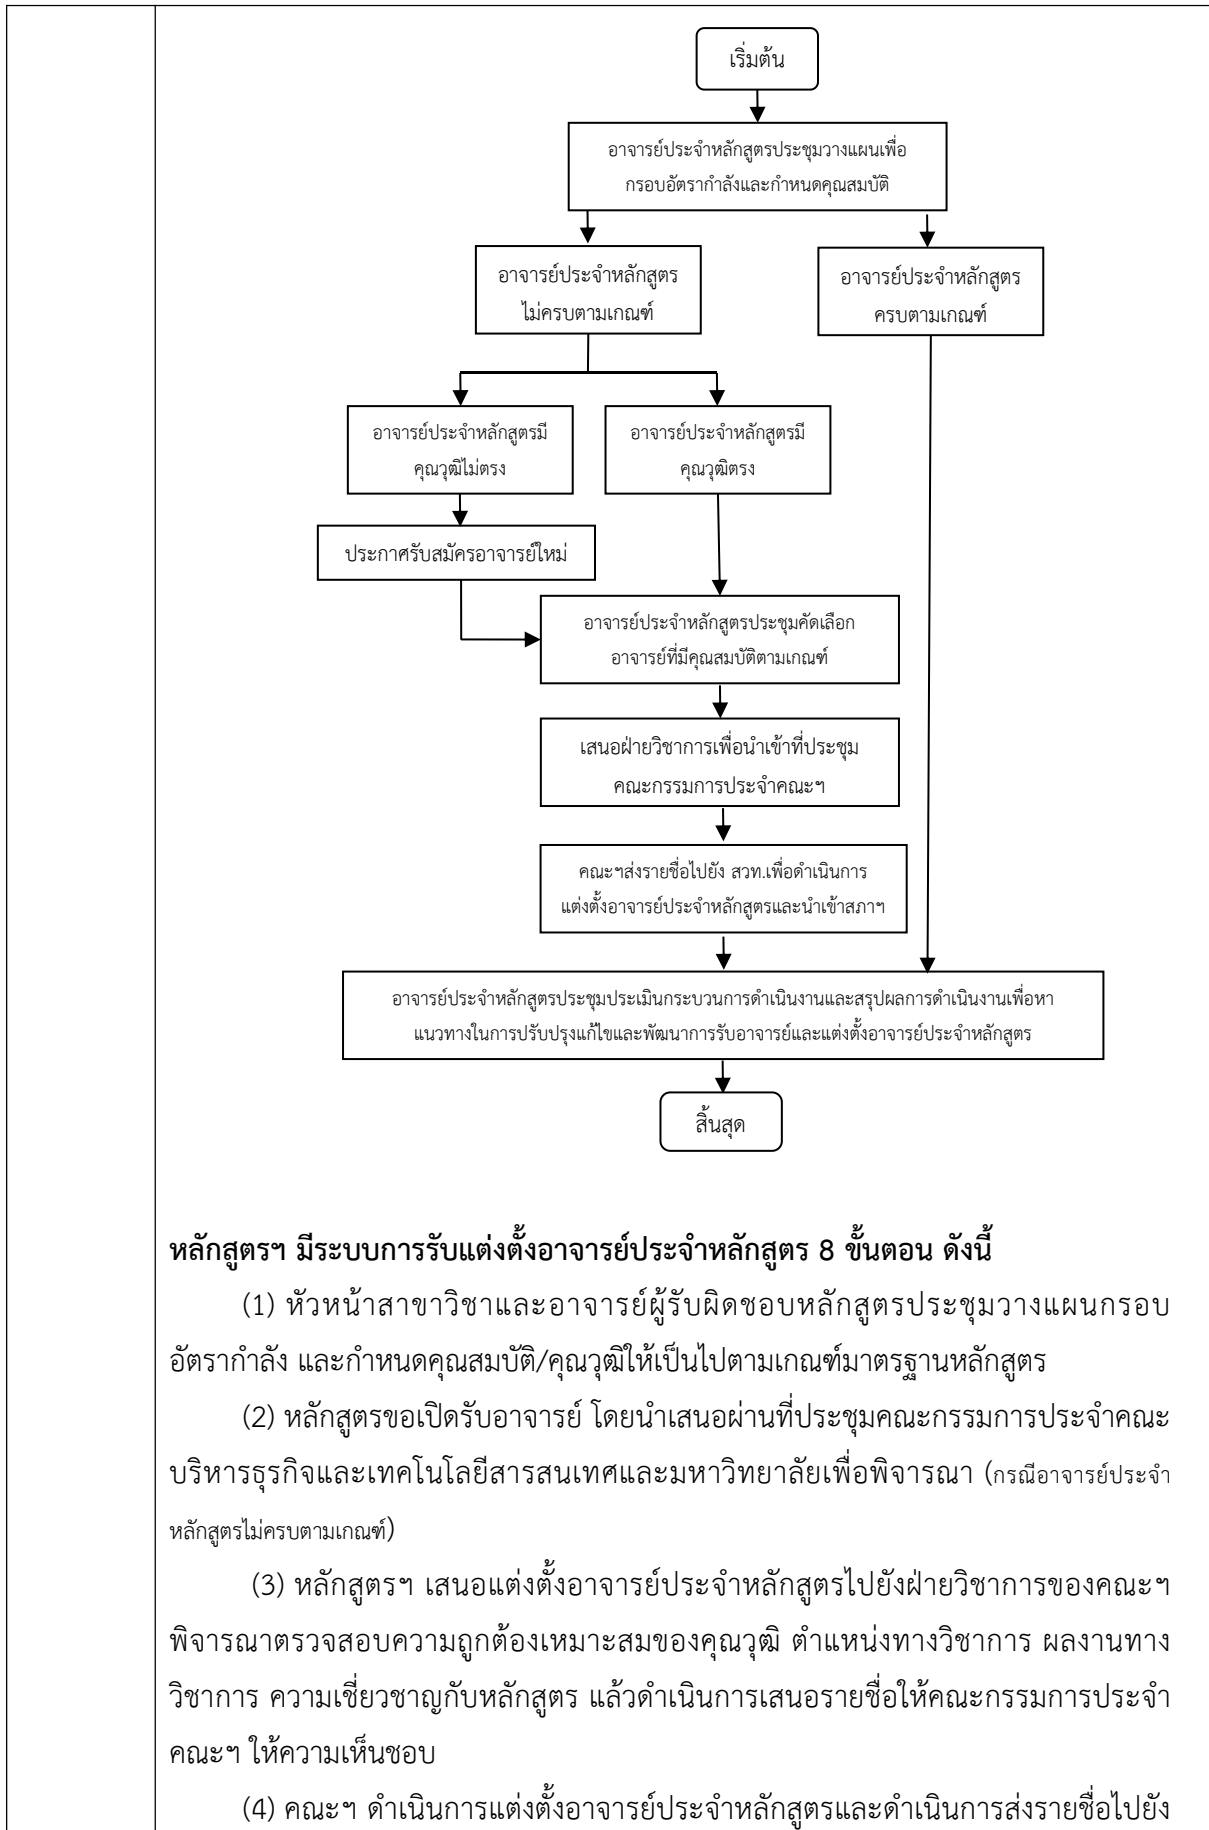 เริ่มต้น
อาจารย์ประจำหลักสูตรประชุมวางแผนเพื่อ
กรอบอัตรากำลังและกำหนดคุณสมบัติ
อาจารย์ประจำหลักสูตร
ไม่ครบตามเกณฑ์
อาจารย์ประจำหลักสูตร
ครบตามเกณฑ์
อาจารย์ประจำหลักสูตรมี
คุณวุฒิไม่ตรง
อาจารย์ประจำหลักสูตรมี
คุณวุฒิตรง
ประกาศรับสมัครอาจารย์ใหม่
อาจารย์ประจำหลักสูตรประชุมคัดเลือก
อาจารย์ที่มีคุณสมบัติตามเกณฑ์
เสนอฝ่ายวิชาการเพื่อนำเข้าที่ประชุม
คณะกรรมการประจำคณะฯ
คณะฯส่งรายชื่อไปยัง สวท.เพื่อดำเนินการ
แต่งตั้งอาจารย์ประจำหลักสูตรและนำเข้าสภาฯ
อาจารย์ประจำหลักสูตรประชุมประเมินกระบวนการดำเนินงานและสรุปผลการดำเนินงานเพื่อหา
แนวทางในการปรับปรุงแก้ไขและพัฒนาการรับอาจารย์และแต่งตั้งอาจารย์ประจำหลักสูตร
สิ้นสุด
หลักสูตรฯ มีระบบการรับแต่งตั้งอาจารย์ประจำหลักสูตร 8 ขั้นตอน ดังนี้
(1) หัวหน้าสาขาวิชาและอาจารย์ผู้รับผิดชอบหลักสูตรประชุมวางแผนกรอบ
อัตรากำลัง และกำหนดคุณสมบัติ/คุณวุฒิให้เป็นไปตามเกณฑ์มาตรฐานหลักสูตร
(2) หลักสูตรขอเปิดรับอาจารย์ โดยนำเสนอผ่านที่ประชุมคณะกรรมการประจำคณะ
บริหารธุรกิจและเทคโนโลยีสารสนเทศและมหาวิทยาลัยเพื่อพิจารณา (กรณีอาจารย์ประจำ
หลักสูตรไม่ครบตามเกณฑ์)
(3) หลักสูตรฯ เสนอแต่งตั้งอาจารย์ประจำหลักสูตรไปยังฝ่ายวิชาการของคณะฯ
พิจารณาตรวจสอบความถูกต้องเหมาะสมของคุณวุฒิ ตำแหน่งทางวิชาการ ผลงานทาง
วิชาการ ความเชี่ยวชาญกับหลักสูตร แล้วดำเนินการเสนอรายชื่อให้คณะกรรมการประจำ
คณะฯ ให้ความเห็นชอบ
(4) คณะฯ ดำเนินการแต่งตั้งอาจารย์ประจำหลักสูตรและดำเนินการส่งรายชื่อไปยัง